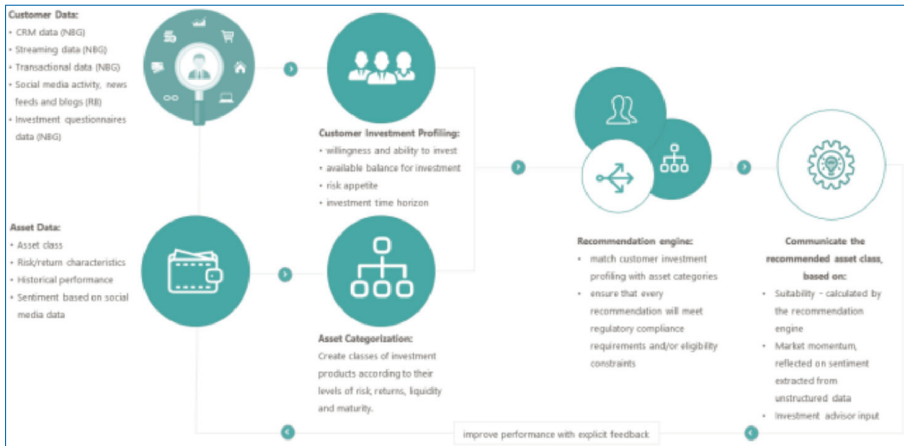 Customer Data:
• CRM data (NBG)
• Streaming data (NBG)
• Transactional data (NBG)
• Social media activity, news
feeds and blogs (RB)
• Investment questionnaires
data (NBG)
Customer Investment Profiling:
• willingness and ability to invest
• available balance for investment
• risk appetite
• investment time horizon
Asset Data:
• Asset class
• Risk/return characteristics
• Historical performance
• Sentiment based on social
media data
Asset Categorization:
Create classes of investment
products according to their
levels of risk, returns, liquidity
and maturity.
Recommendation engine:
• match customer investment
profiling with asset categories
• ensure that every
recommendation will meet
regulatory compliance
requirements and/or eligibility
constraints
Communicate the
recommended asset class,
based on:
• Suitability - calculated by
the recommendation
engine
• Market momentum,
reflected on sentiment
extracted from
unstructured data
• Investment advisor input
improve performance with explicit feedback